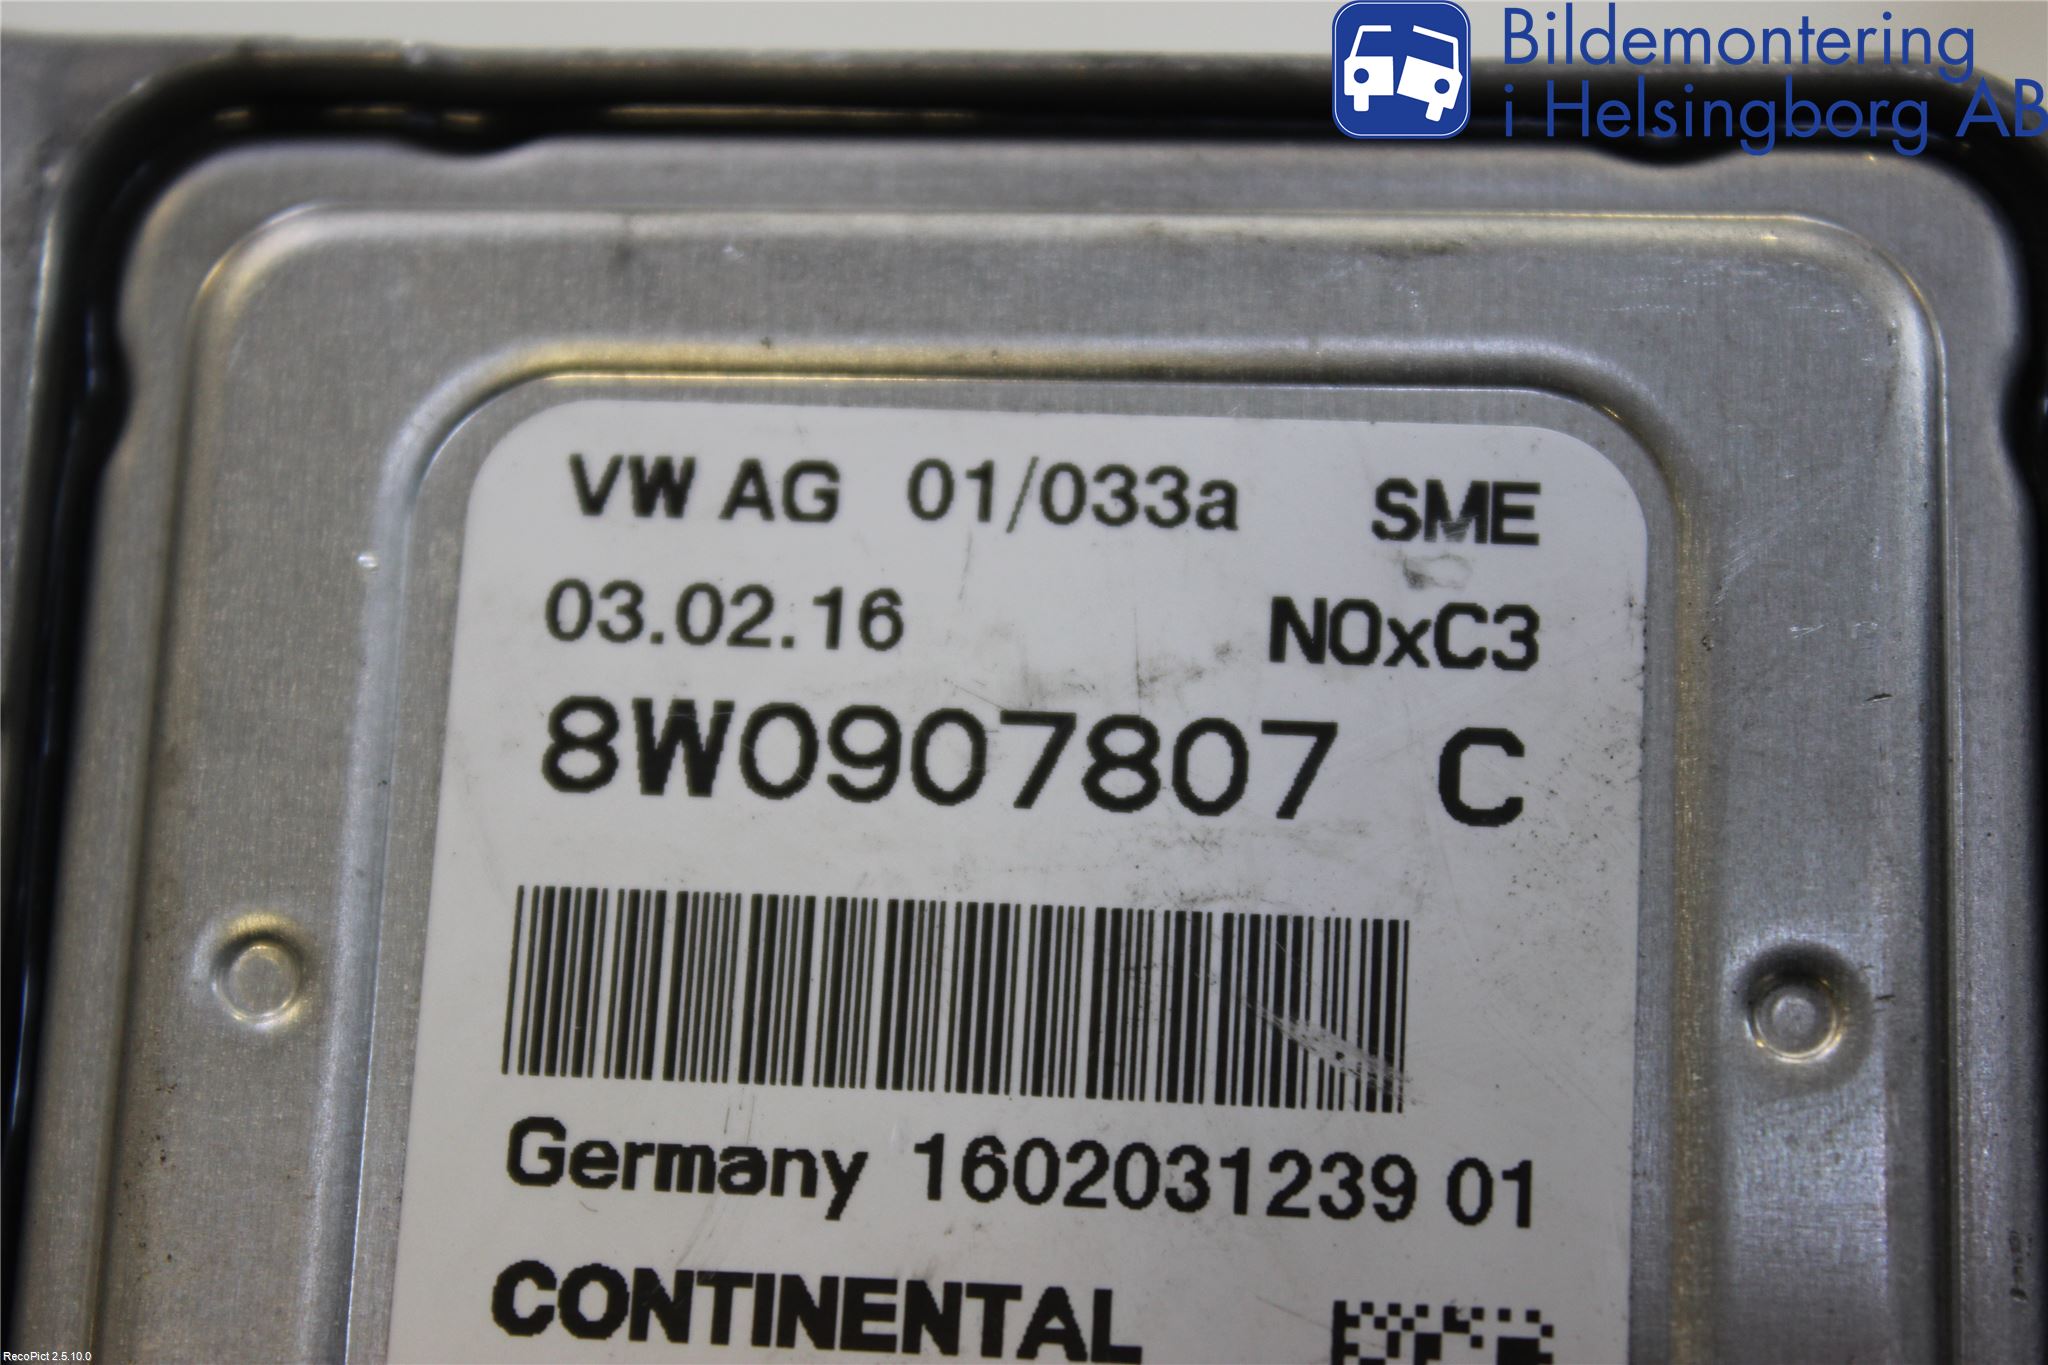 Bildemontering
i Helsingborg AB
VW AG 01/033a SME
03.02.16 N0xC3
8W0907807 C
Germany 1602031239 01
CONTINENTAL
RecoPict 2.5.10.0